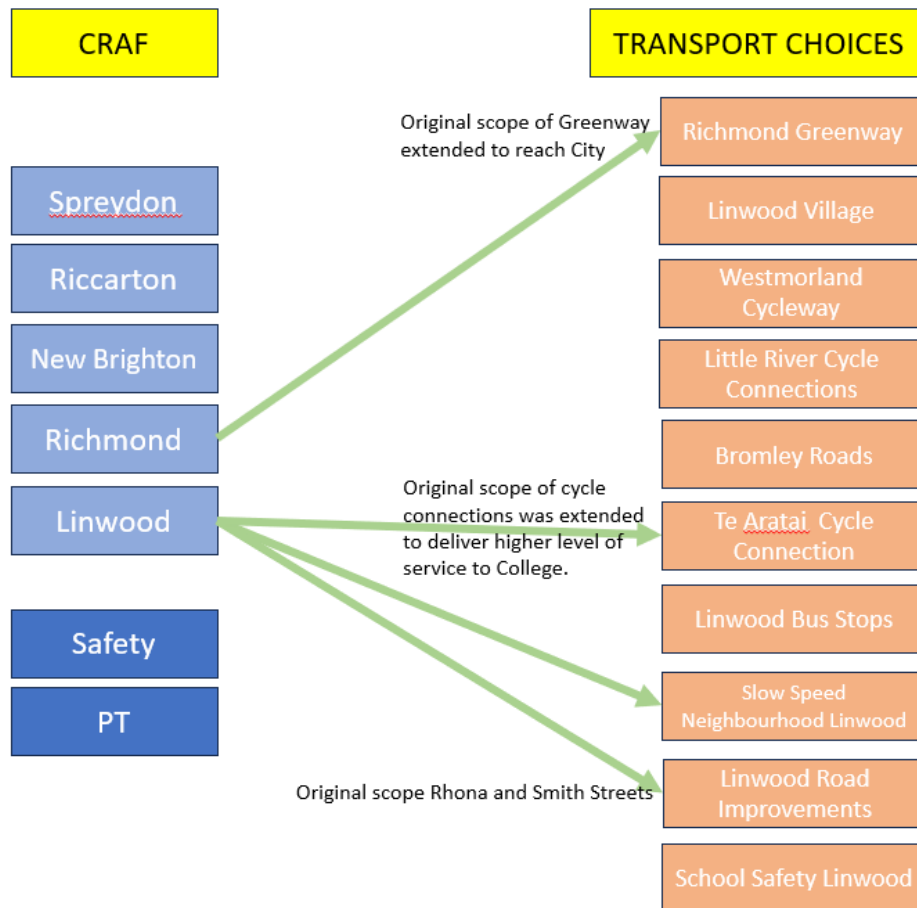 CRAF
TRANSPORT CHOICES
Spreydon
Riccarton
New Brighton
Richmond
Linwood
Safety
PT
Original scope of Greenway
extended to reach City
Original scope of cycle
connections was extended
to deliver higher level of
service to College.
Original scope Rhona and Smith Streets
Richmond Greenway
Linwood Village
Westmorland
Cycleway
Little River Cycle
Connections
Bromley Roads
Te Aratai Cycle
Connection
Linwood Bus Stops
Slow Speed
Neighbourhood Linwood
Linwood Road
Improvements
School Safety Linwood